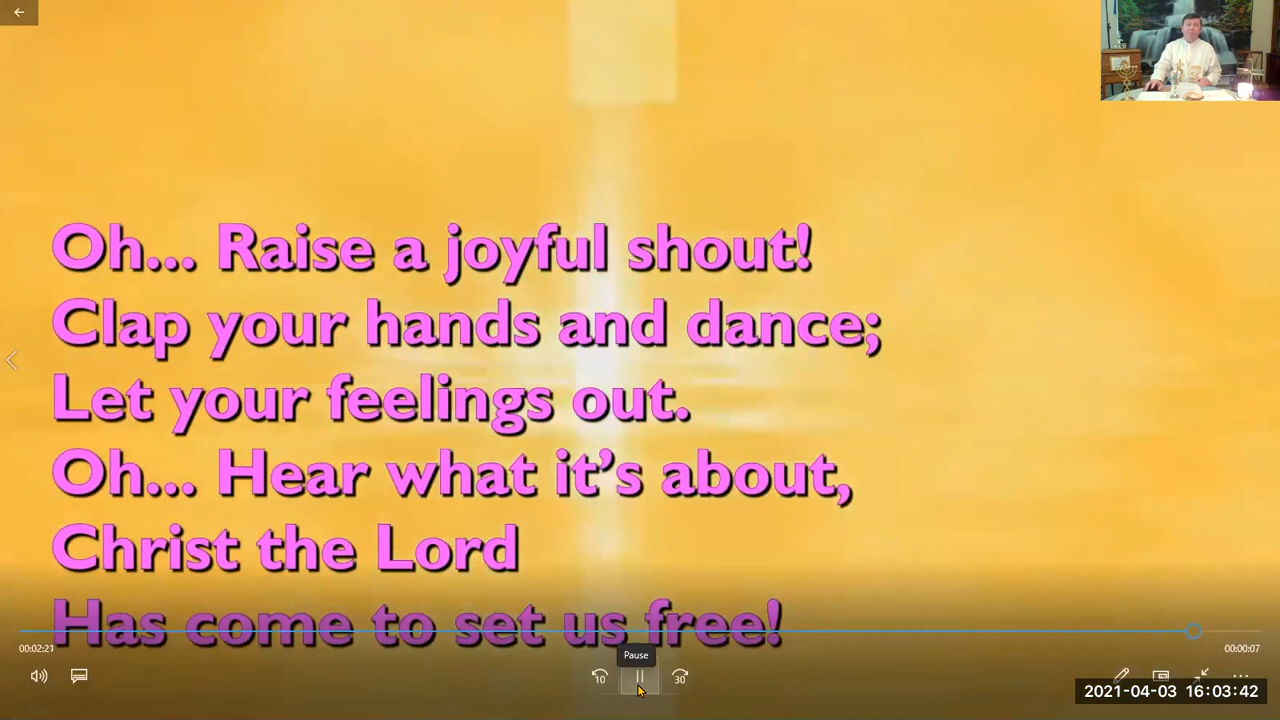 Oh... Raise a joyful shout!
Clap your hands and dance;
Let your feelings out.
Oh... Hear what it's about,
Christ the Lord
Has come to set us free!
00:02:21
Pause
00:00:07
10
30
2021-04-03 16:03:42